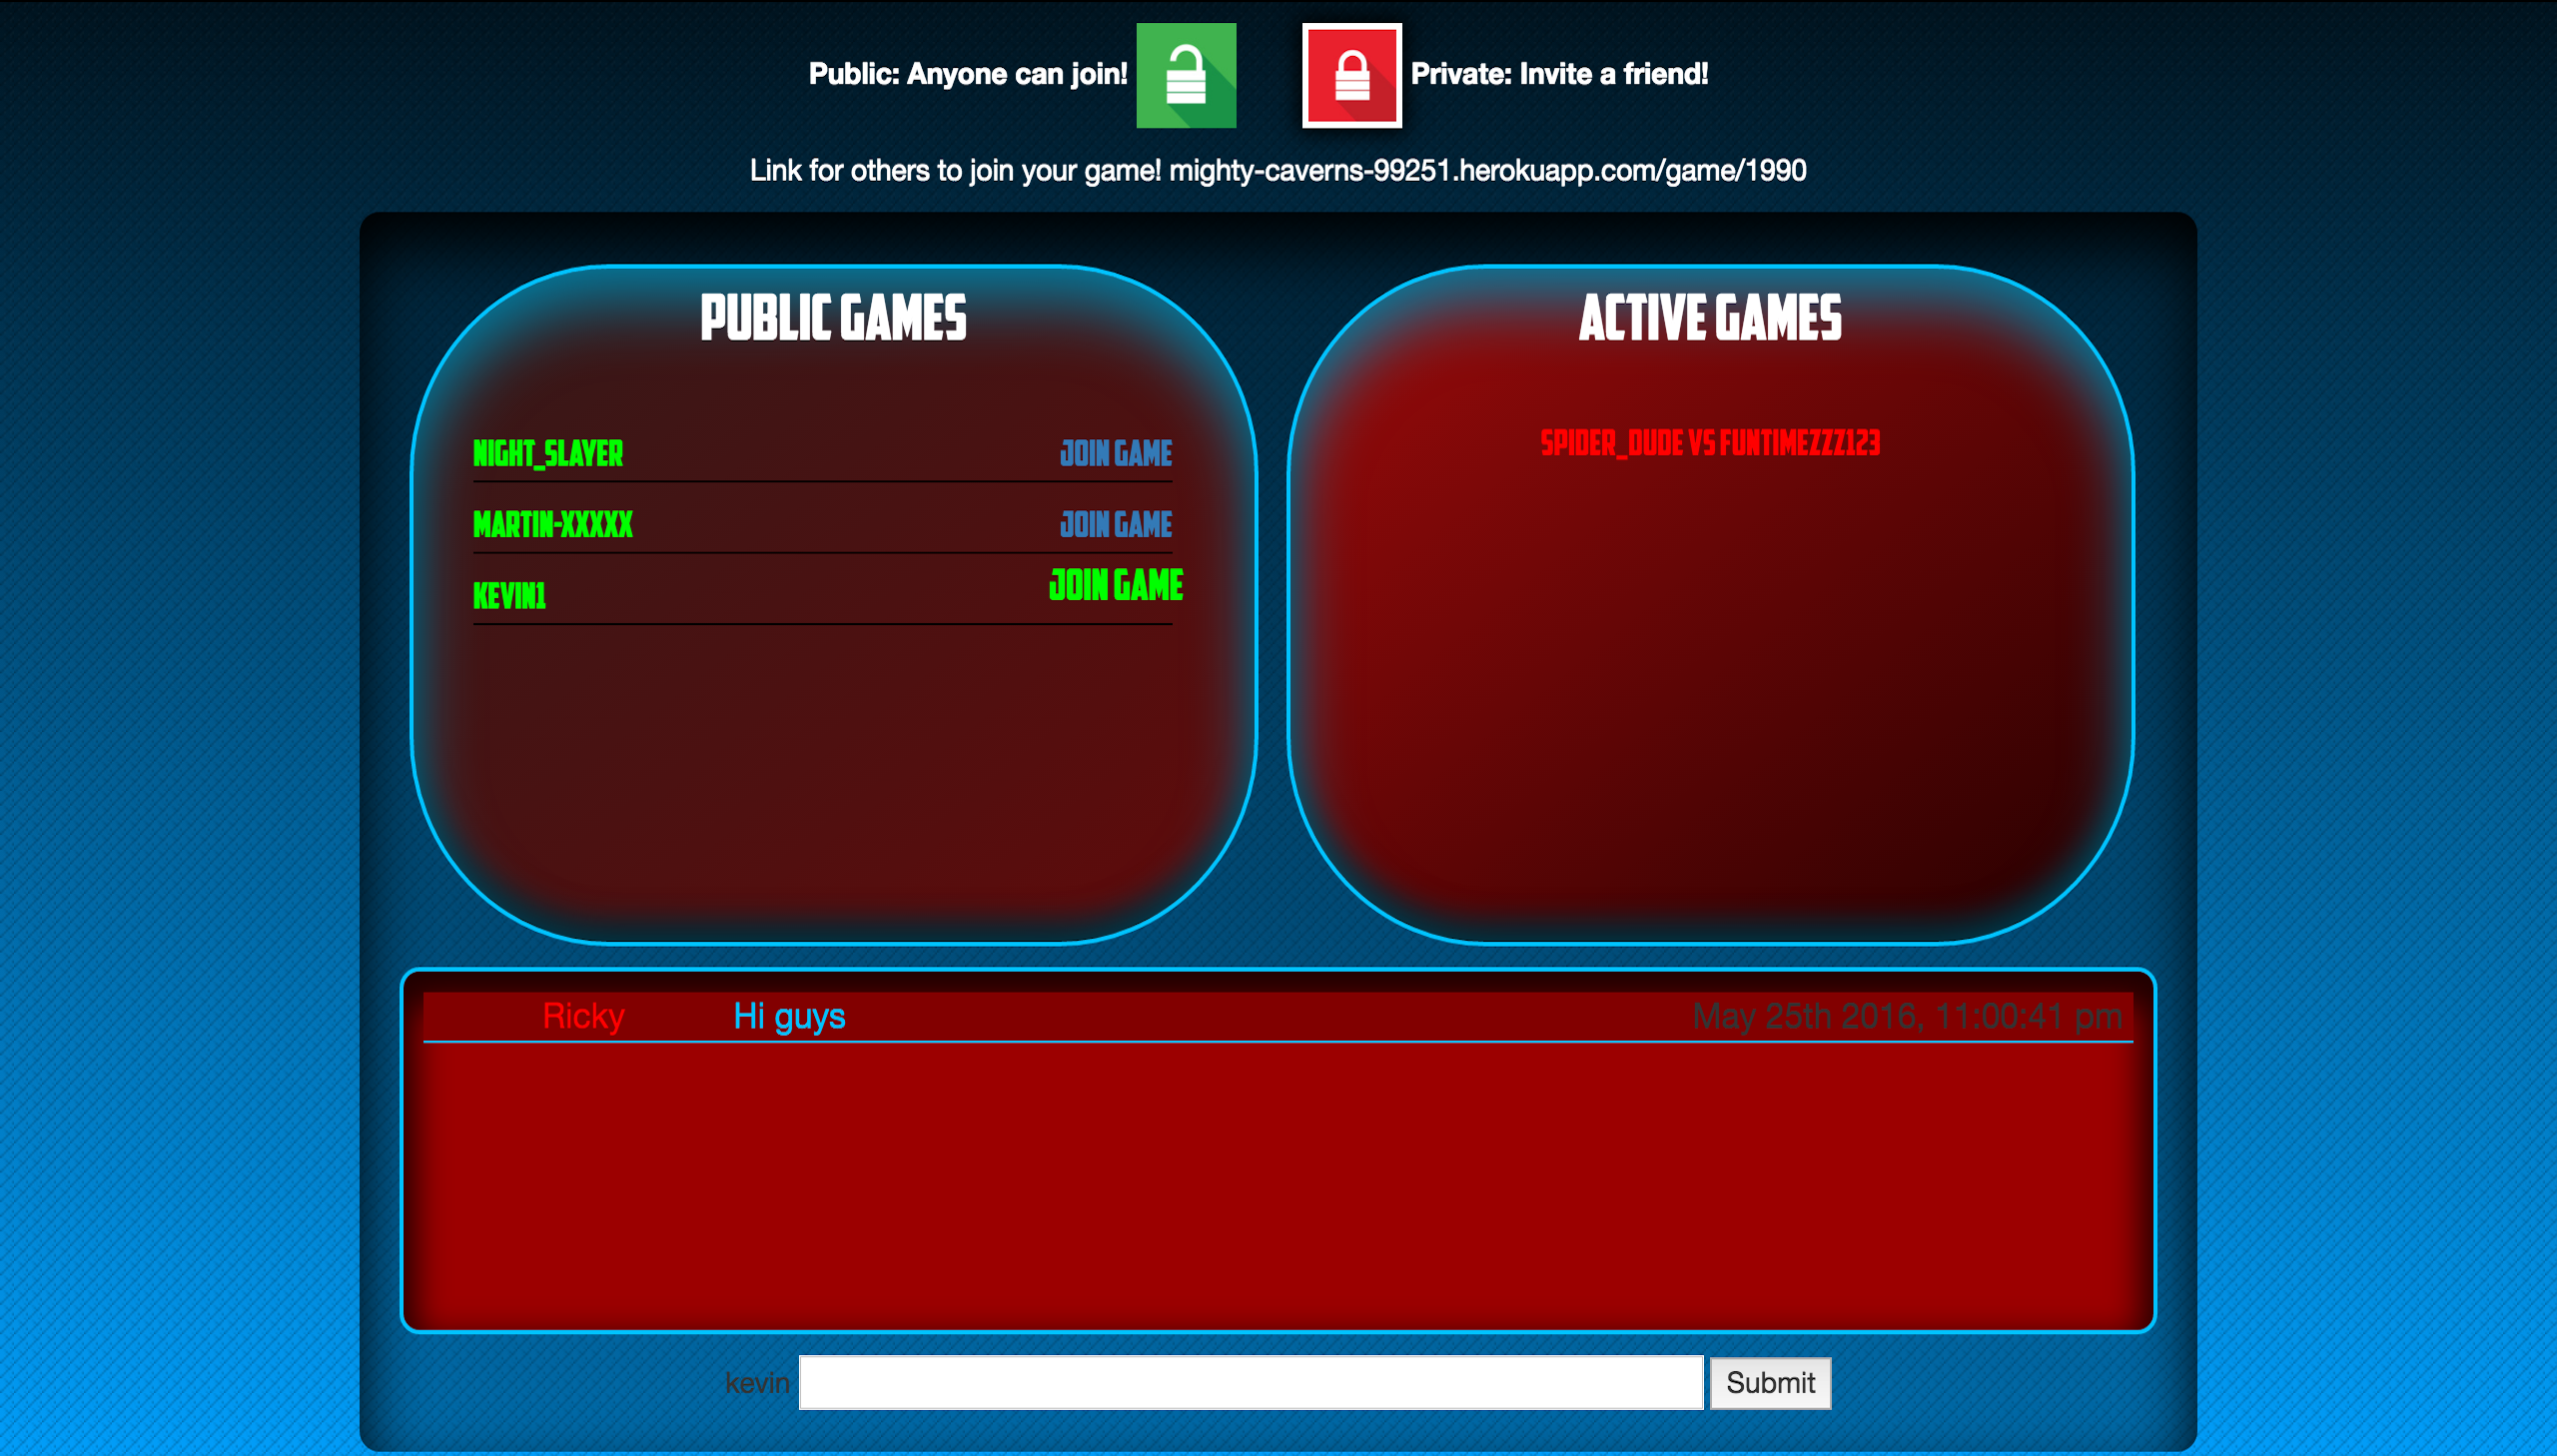 Public: Anyone can join! Private: Invite a friend!
Link for others to join your game! mighty-caverns-99251.herokuapp.com/game/1990
PUBLIC GAMES
NIGHT_SLAYER JOIN GAME
MARTIN-XXXXX JOIN GAME
KEVIN1 JOIN GAME
ACTIVE GAMES
SPIDER_DUDE VS FUNTIMEZZZ123
Ricky Hi guys May 25th 2016, 11:00:41 pm
kevin Submit